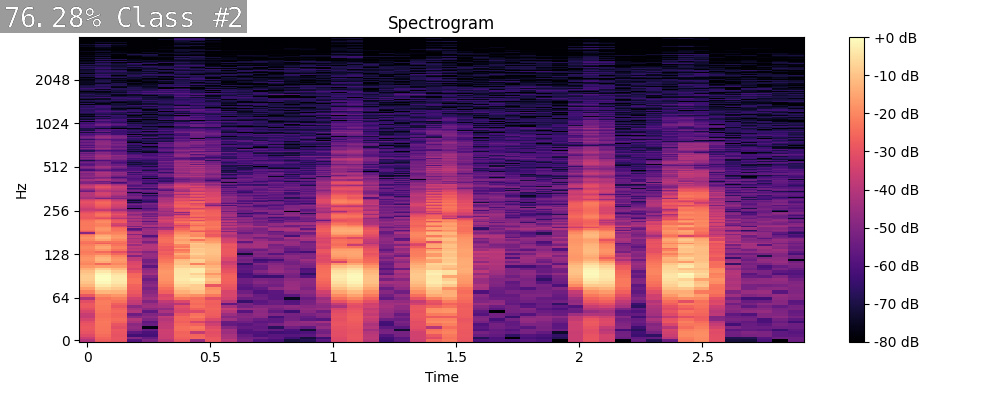 76.28% Class #2
Spectrogram
2048
1024
512
256
128
64
0
Hz
0
0.5
1
1.5
2
2.5
Time
+0 dB
-10 dB
-20 dB
-30 dB
-40 dB
-50 dB
-60 dB
-70 dB
-80 dB